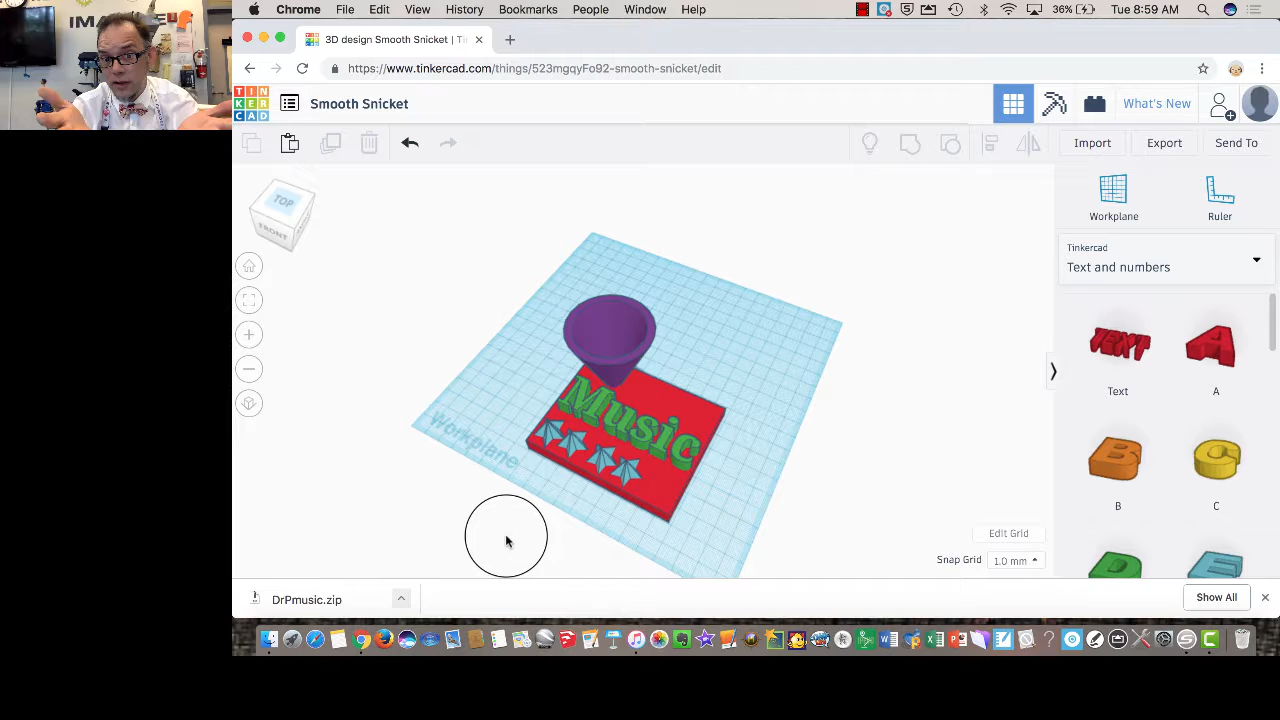 Chrome File Edit View History Bookmarks People Window Help 36% Tue 8:59 AM
3D design Smooth Snicket | Ti
https://www.tinkercad.com/things/523mgqyFo92-smooth-snicket/edit
TIN
KER
CAD
Smooth Snicket
What's New
Import
Export
Send To
TOP
FRONT
Workplane
Ruler
Tinkercad
Text and numbers
TEXT
A
Text
A
Music
Workplane
B
C
B
C
D
E
Edit Grid
Snap Grid 1.0 mm
DrPmusic.zip
Show All